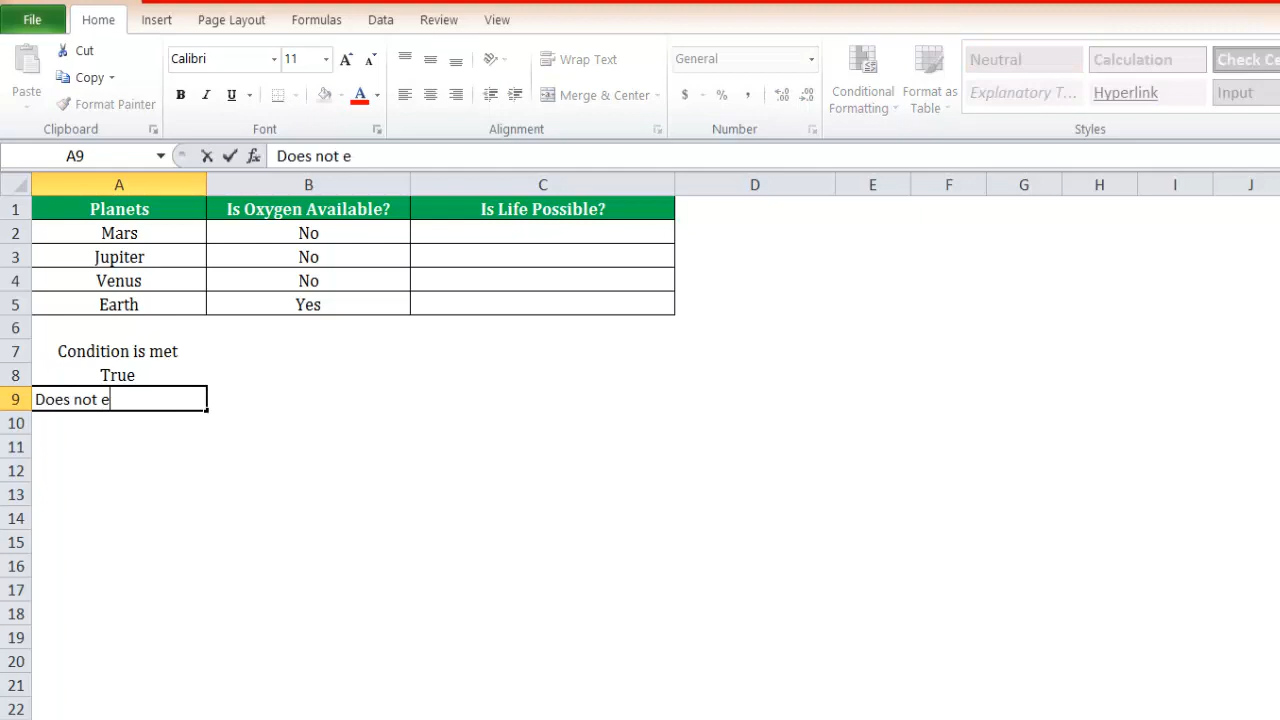 File Home Insert Page Layout Formulas Data Review View
Paste Cut Copy Format Painter Clipboard
Calibri 11 A A B I U A Font
Wrap Text Merge & Center Alignment
General $ % , Number
Conditional Formatting Format as Table
Neutral Calculation Check Ce
Explanatory T... Hyperlink Input
Styles
A9 fx Does not e
A B C D E F G H I J
1 Planets Is Oxygen Available? Is Life Possible?
2 Mars No
3 Jupiter No
4 Venus No
5 Earth Yes
6
7 Condition is met
8 True
9 Does not e
10
11
12
13
14
15
16
17
18
19
20
21
22